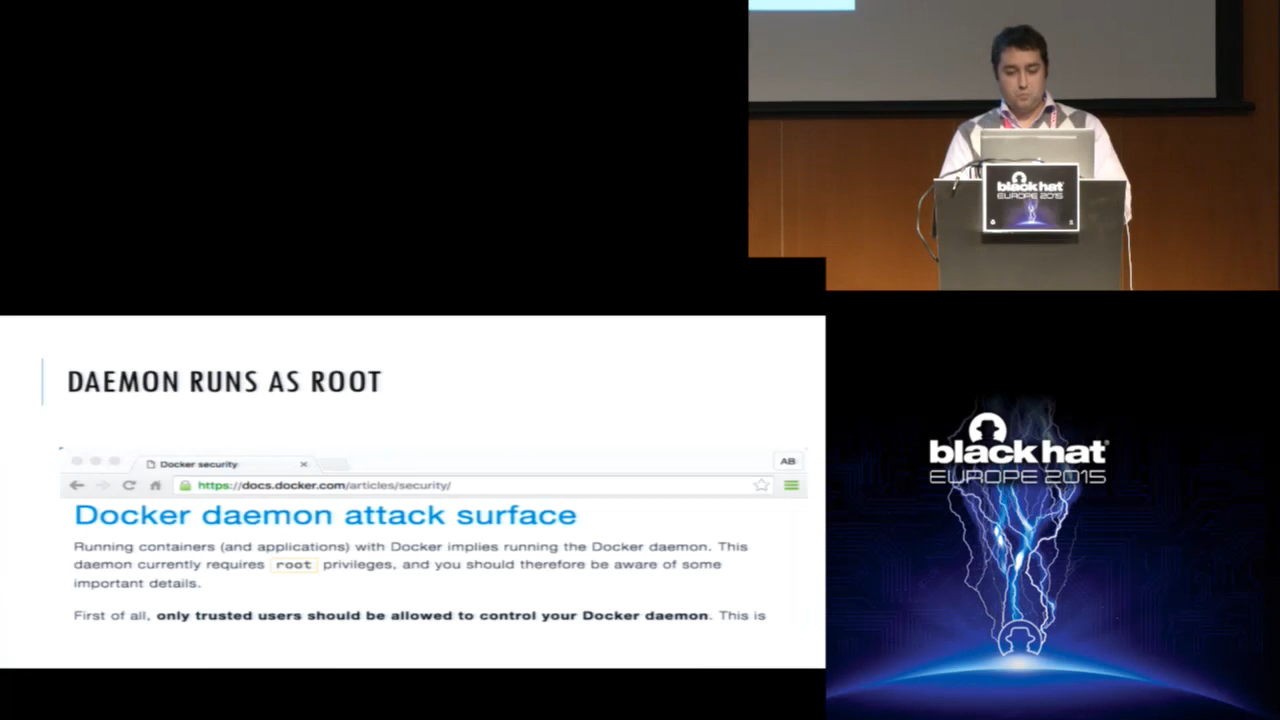 black hat
EUROPE 2015
DAEMON RUNS AS ROOT
Docker security
AB
https://docs.docker.com/articles/security/
Docker daemon attack surface
Running containers (and applications) with Docker implies running the Docker daemon. This
daemon currently requires root privileges, and you should therefore be aware of some
important details.
First of all, only trusted users should be allowed to control your Docker daemon. This is
black hat
EUROPE 2015